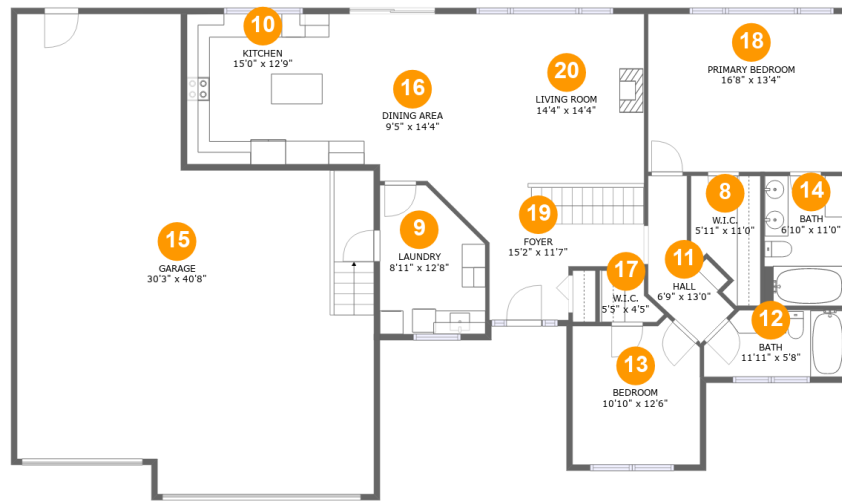 10
KITCHEN
15'0" x 12'9"
16
DINING AREA
9'5" x 14'4"
20
LIVING ROOM
14'4" x 14'4"
18
PRIMARY BEDROOM
16'8" x 13'4"
8
W.I.C.
5'11" x 11'0"
14
BATH
6'10" x 11'0"
9
LAUNDRY
8'11" x 12'8"
19
FOYER
15'2" x 11'7"
15
GARAGE
30'3" x 40'8"
11
HALL
6'9" x 13'0"
17
W.I.C.
5'5" x 4'5"
12
BATH
11'11" x 5'8"
13
BEDROOM
10'10" x 12'6"